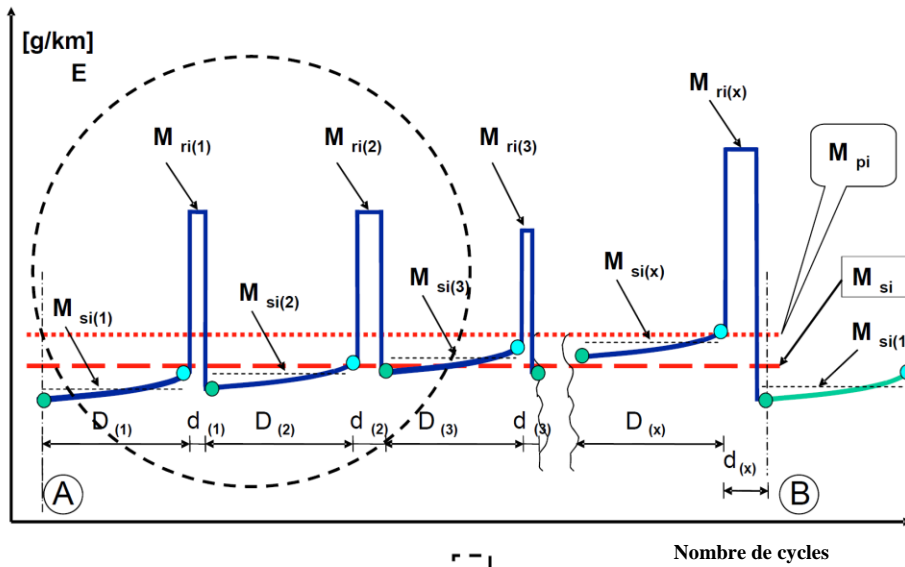 [g/km]
E
M ri(1)
M ri(2)
M ri(3)
M ri(x)
M pi
M si(1)
M si(2)
M si(3)
M si(x)
M si
M si(1
D (1)
d (1)
D (2)
d (2)
D (3)
d (3)
D (x)
d (x)
A
B
Nombre de cycles